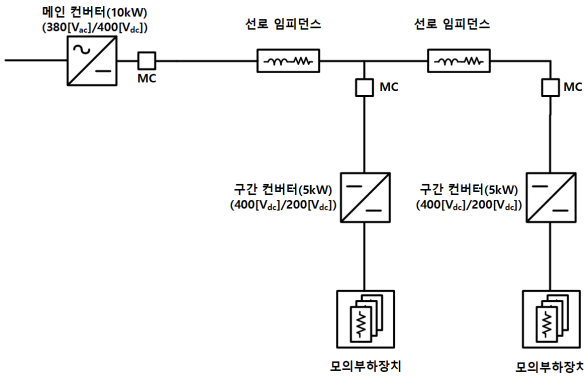 메인 컨버터(10kW)
(380[Vac]/400[Vdc])
MC
선로 임피던스
선로 임피던스
MC
MC
구간 컨버터(5kW)
(400[Vdc]/200[Vdc])
구간 컨버터(5kW)
(400[Vdc]/200[Vdc])
모의부하장치
모의부하장치